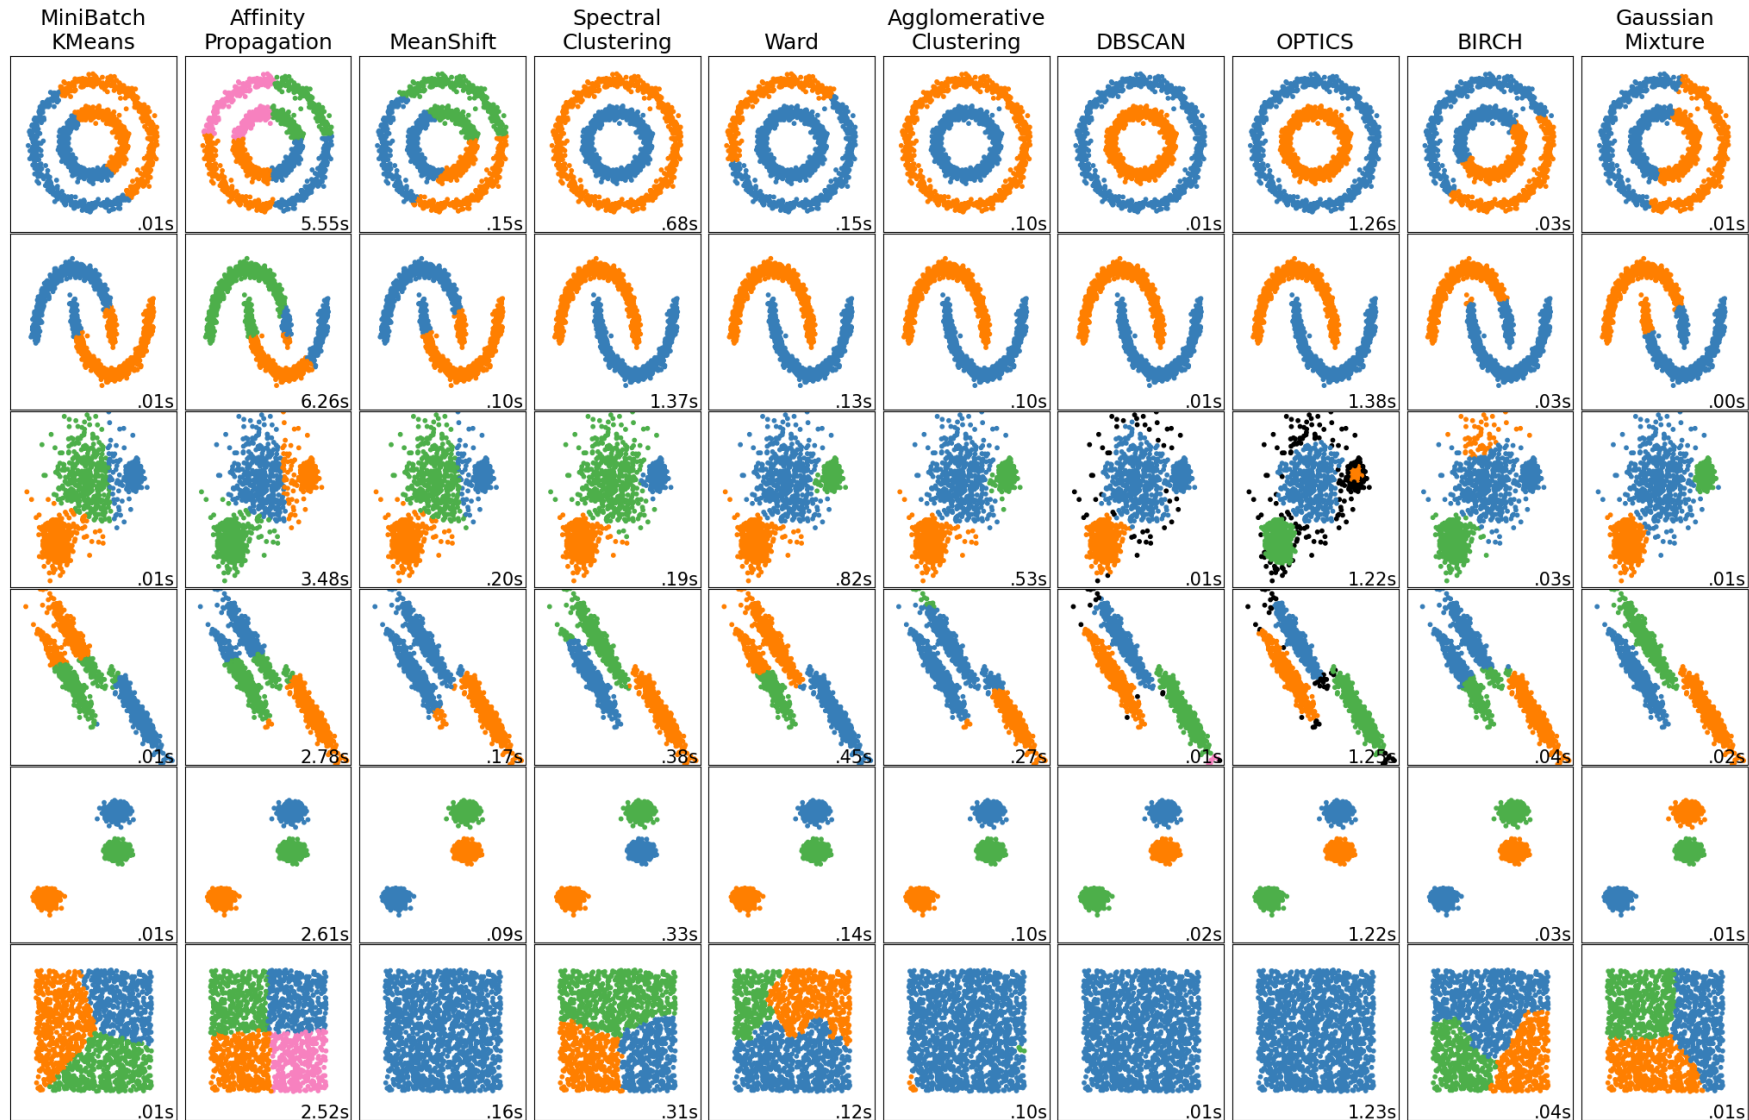 MiniBatch
KMeans
Affinity
Propagation
MeanShift
Spectral
Clustering
Ward
Agglomerative
Clustering
DBSCAN
OPTICS
BIRCH
Gaussian
Mixture
.01s
5.55s
.15s
.68s
.15s
.10s
.01s
1.26s
.03s
.01s
.01s
6.26s
.10s
1.37s
.13s
.10s
.01s
1.38s
.03s
.00s
.01s
3.48s
.20s
.19s
.82s
.53s
.01s
1.22s
.03s
.01s
.01s
2.78s
.17s
.38s
.45s
.27s
.01s
1.25s
.04s
.02s
.01s
2.61s
.09s
.33s
.14s
.10s
.02s
1.22s
.03s
.01s
.01s
2.52s
.16s
.31s
.12s
.10s
.01s
1.23s
.04s
.01s